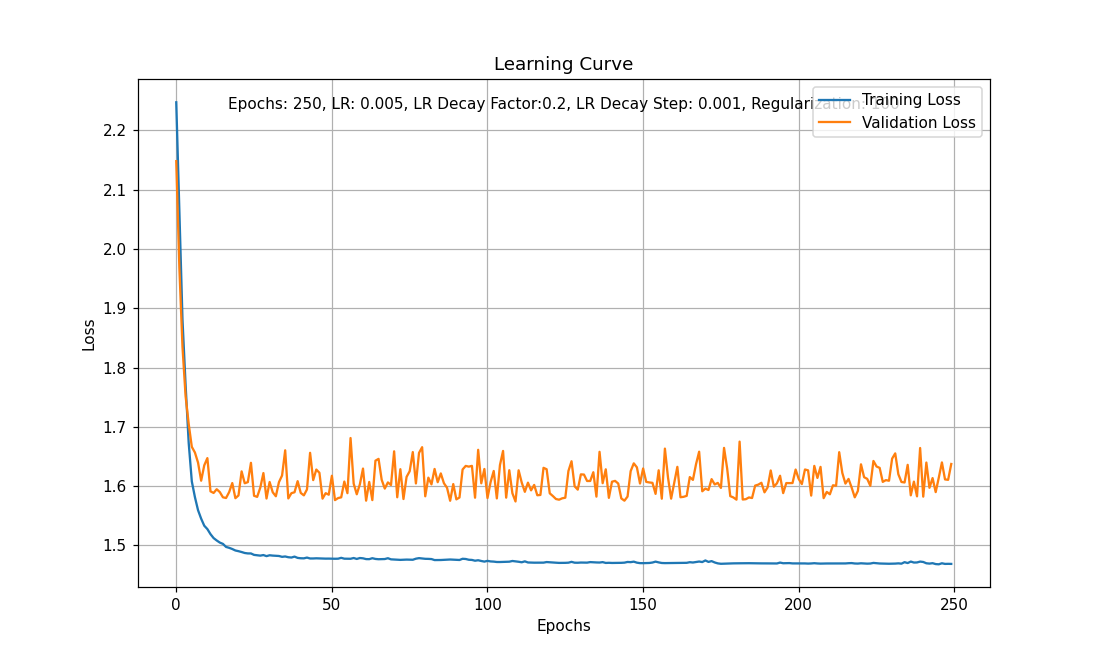 Learning Curve
Epochs: 250, LR: 0.005, LR Decay Factor:0.2, LR Decay Step: 0.001, Regularization:
Training Loss
Validation Loss
2.2
2.1
2.0
1.9
1.8
1.7
1.6
1.5
Loss
0
50
100
150
200
250
Epochs